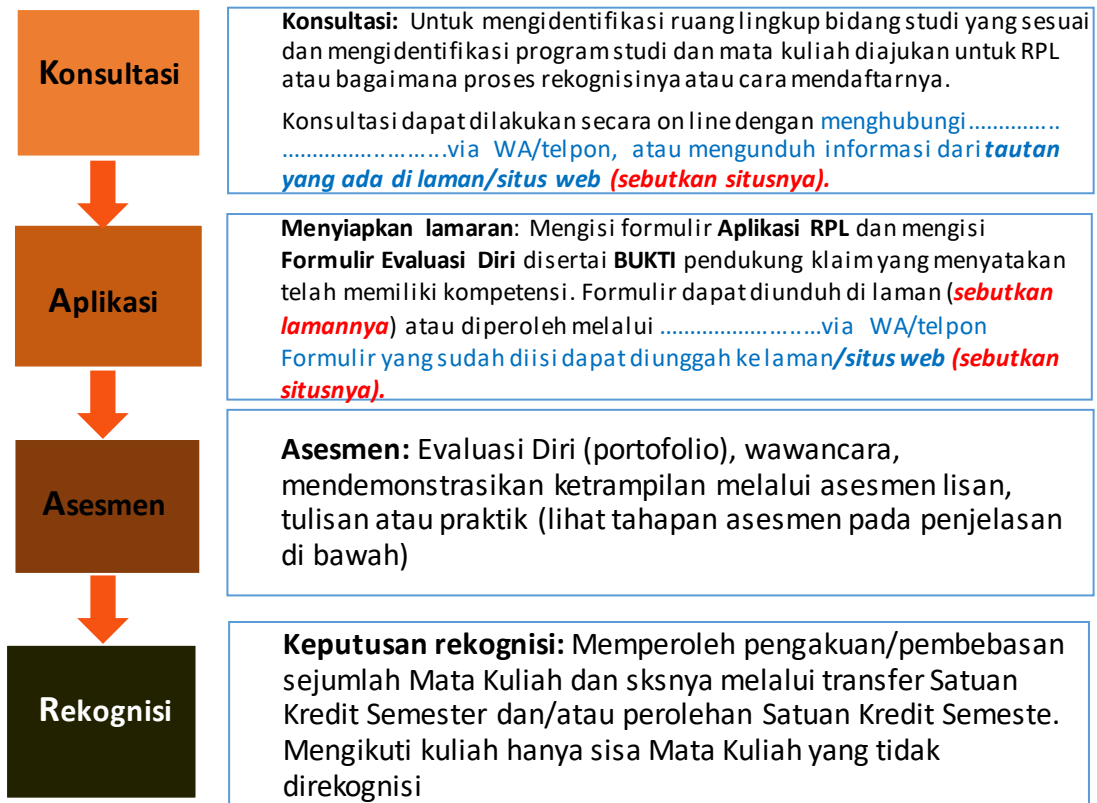 Konsultasi
Konsultasi: Untuk mengidentifikasi ruang lingkup bidang studi yang sesuai
dan mengidentifikasi program studi dan mata kuliah diajukan untuk RPL
atau bagaimana proses rekognisinya atau cara mendaftarnya.
Konsultasi dapat dilakukan secara on line dengan menghubungi..............
..........................via WA/telpon, atau mengunduh informasi dari tautan
yang ada di laman/situs web (sebutkan situsnya).
Aplikasi
Menyiapkan lamaran: Mengisi formulir Aplikasi RPL dan mengisi
Formulir Evaluasi Diri disertai BUKTI pendukung klaim yang menyatakan
telah memiliki kompetensi. Formulir dapat diunduh di laman (sebutkan
lamannya) atau diperoleh melalui .........................via WA/telpon
Formulir yang sudah diisi dapat diunggah ke laman/situs web (sebutkan
situsnya).
Asesmen
Asesmen: Evaluasi Diri (portofolio), wawancara,
mendemonstrasikan ketrampilan melalui asesmen lisan,
tulisan atau praktik (lihat tahapan asesmen pada penjelasan
di bawah)
Rekognisi
Keputusan rekognisi: Memperoleh pengakuan/pembebasan
sejumlah Mata Kuliah dan sksnya melalui transfer Satuan
Kredit Semester dan/atau perolehan Satuan Kredit Semeste.
Mengikuti kuliah hanya sisa Mata Kuliah yang tidak
direkognisi